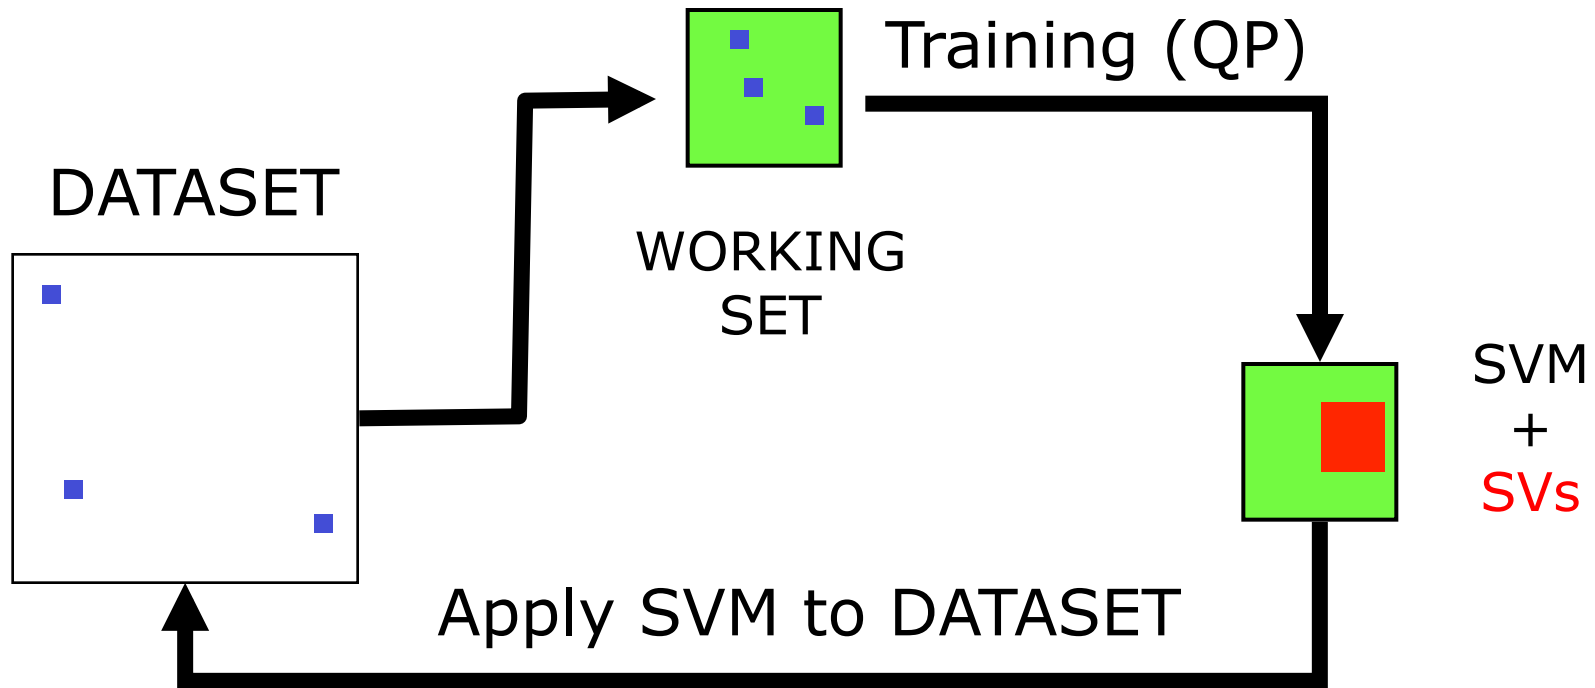 Training (QP)
DATASET
WORKING
SET
SVM
+
SVs
Apply SVM to DATASET